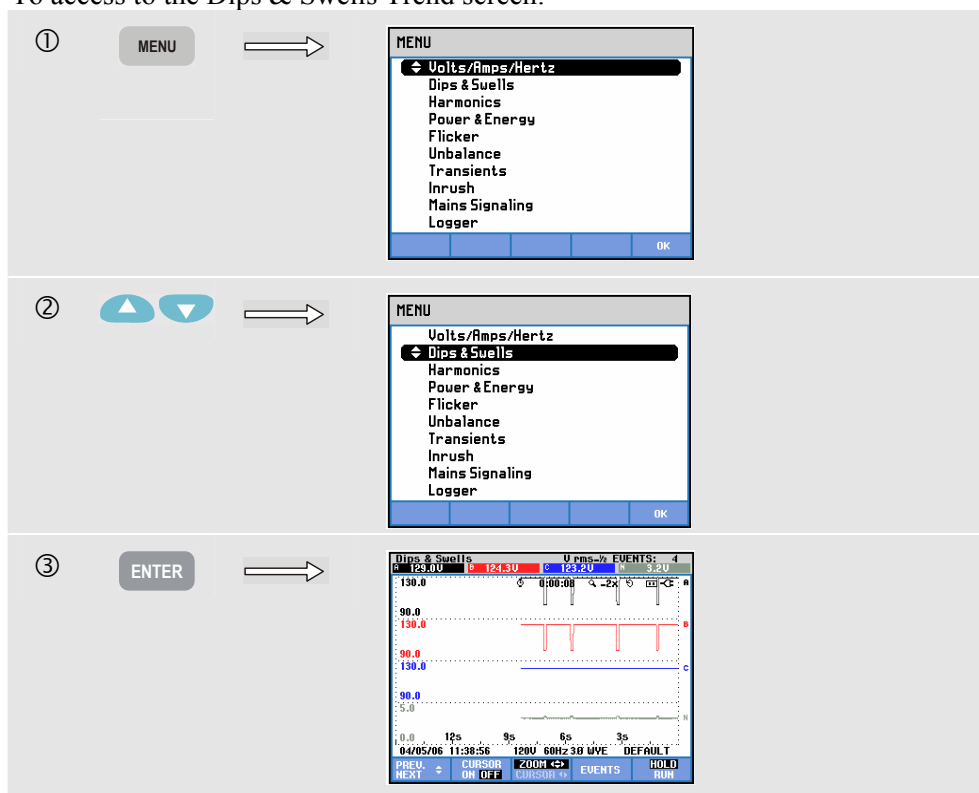 To access to the Dips & Swells Trend screen:
① MENU
MENU
Volts/Amps/Hertz
Dips & Swells
Harmonics
Power & Energy
Flicker
Unbalance
Transients
Inrush
Mains Signaling
Logger
OK
②
MENU
Volts/Amps/Hertz
Dips & Swells
Harmonics
Power & Energy
Flicker
Unbalance
Transients
Inrush
Mains Signaling
Logger
OK
③ ENTER
Dips & Swells U rms-½ EVENTS: 4
A 129.0V B 124.3V C 123.2V N 3.2V
130.0 0:00:08 -2x A
90.0
130.0 B
90.0
130.0 C
90.0
5.0 N
0.0 12s 9s 6s 3s
04/05/06 11:38:56 120V 60Hz 3Ø WYE DEFAULT
PREV. NEXT CURSOR ON OFF ZOOM CURSOR EVENTS HOLD RUN